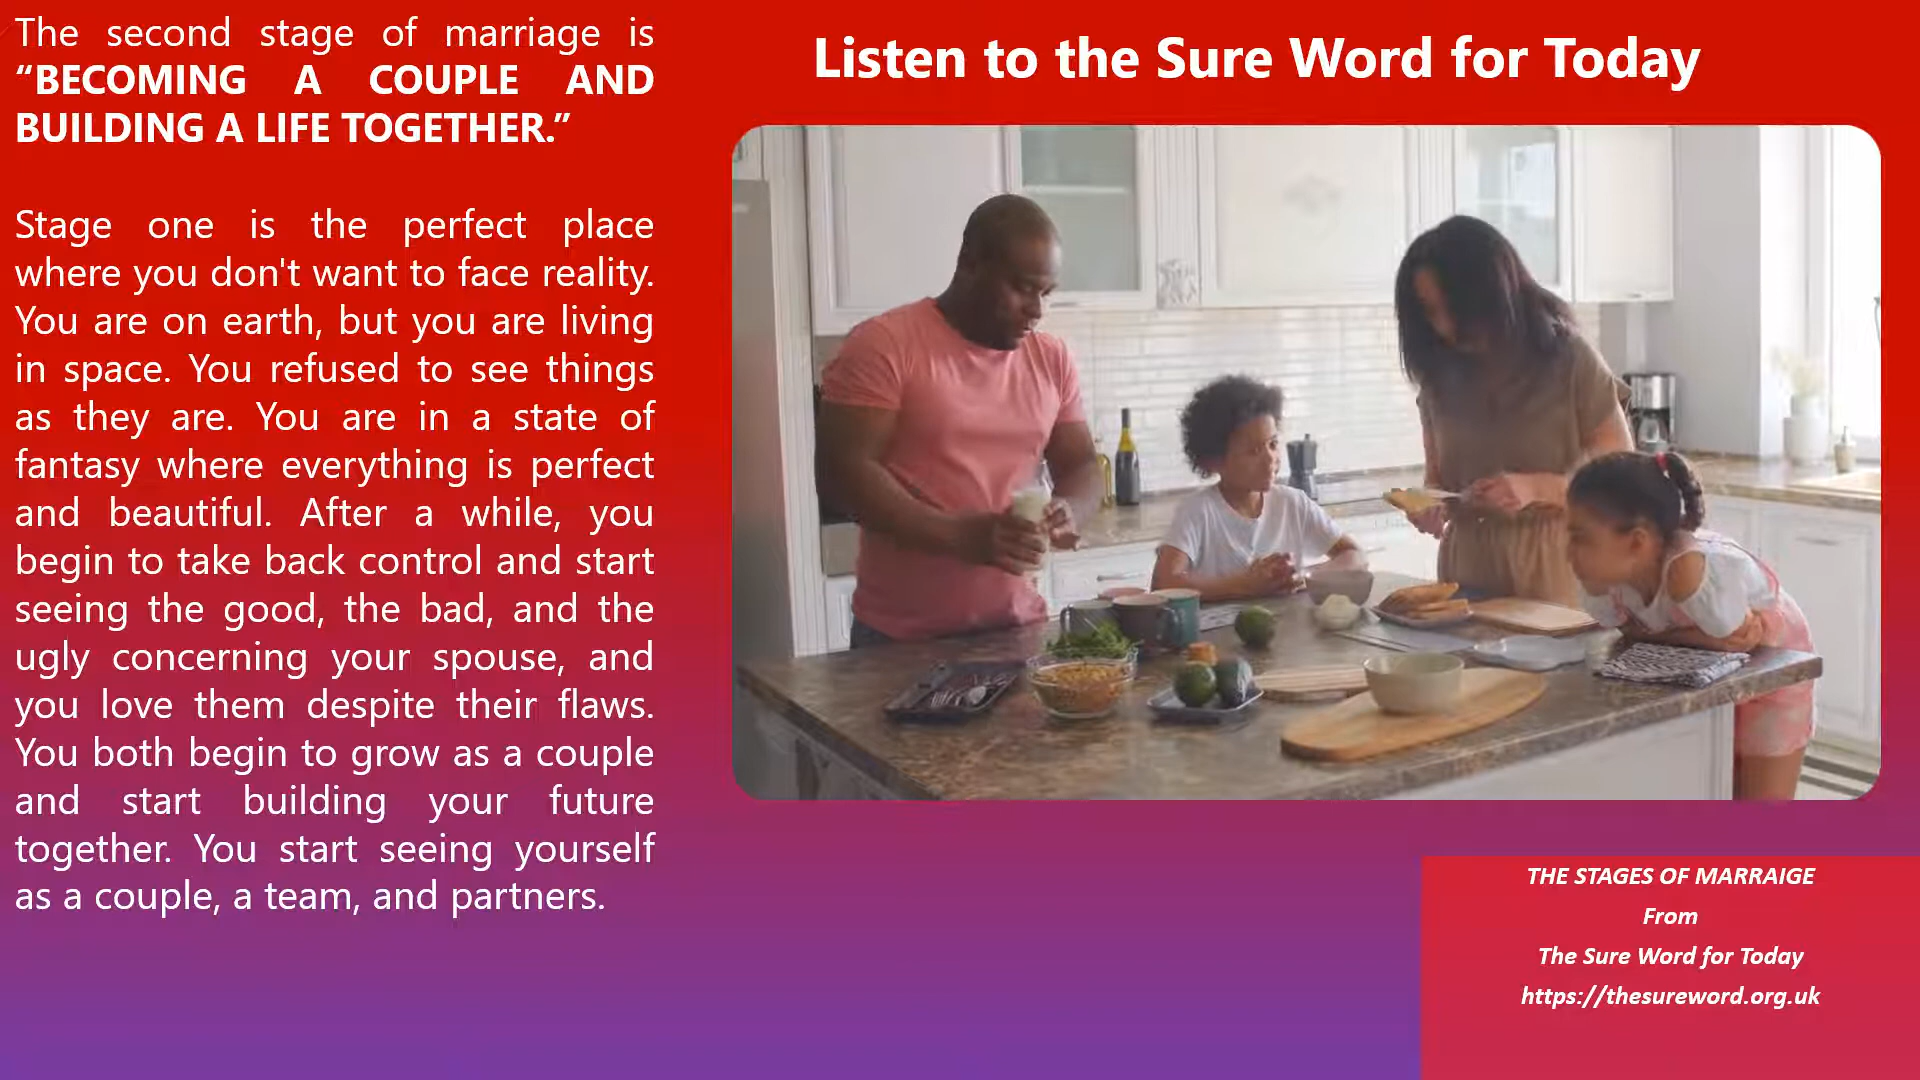 The second stage of marriage is
“BECOMING A COUPLE AND
BUILDING A LIFE TOGETHER.”
Stage one is the perfect place
where you don't want to face reality.
You are on earth, but you are living
in space. You refused to see things
as they are. You are in a state of
fantasy where everything is perfect
and beautiful. After a while, you
begin to take back control and start
seeing the good, the bad, and the
ugly concerning your spouse, and
you love them despite their flaws.
You both begin to grow as a couple
and start building your future
together. You start seeing yourself
as a couple, a team, and partners.
Listen to the Sure Word for Today
THE STAGES OF MARRAIGE
From
The Sure Word for Today
https://thesureword.org.uk